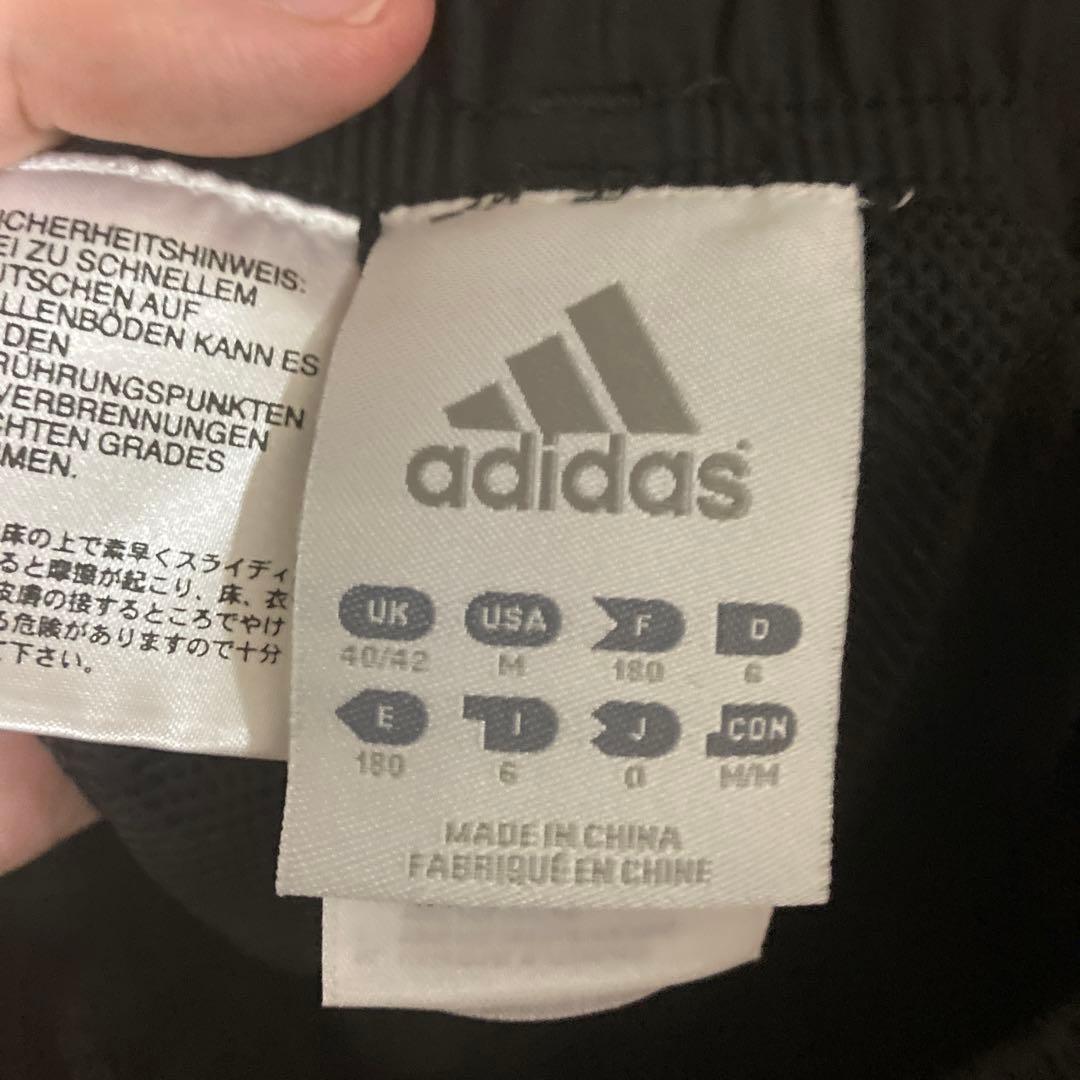 ICHERHEITSHINWEIS:
EI ZU SCHNELLEM
UTSCHEN AUF
LLENBÖDEN KANN ES
DEN
RÜHRUNGSPUNKTEN
VERBRENNUNGEN
CHTEN GRADES
MEN.
床の上で素早くスライディ
ると摩擦が起こり、床、衣
皮膚の接するところでやけ
る危険がありますので十分
て下さい。
adidas
UK USA F D
40/42 M 180 6
E I J CDN
180 6 O M/M
MADE IN CHINA
FABRIQUÉ EN CHINE